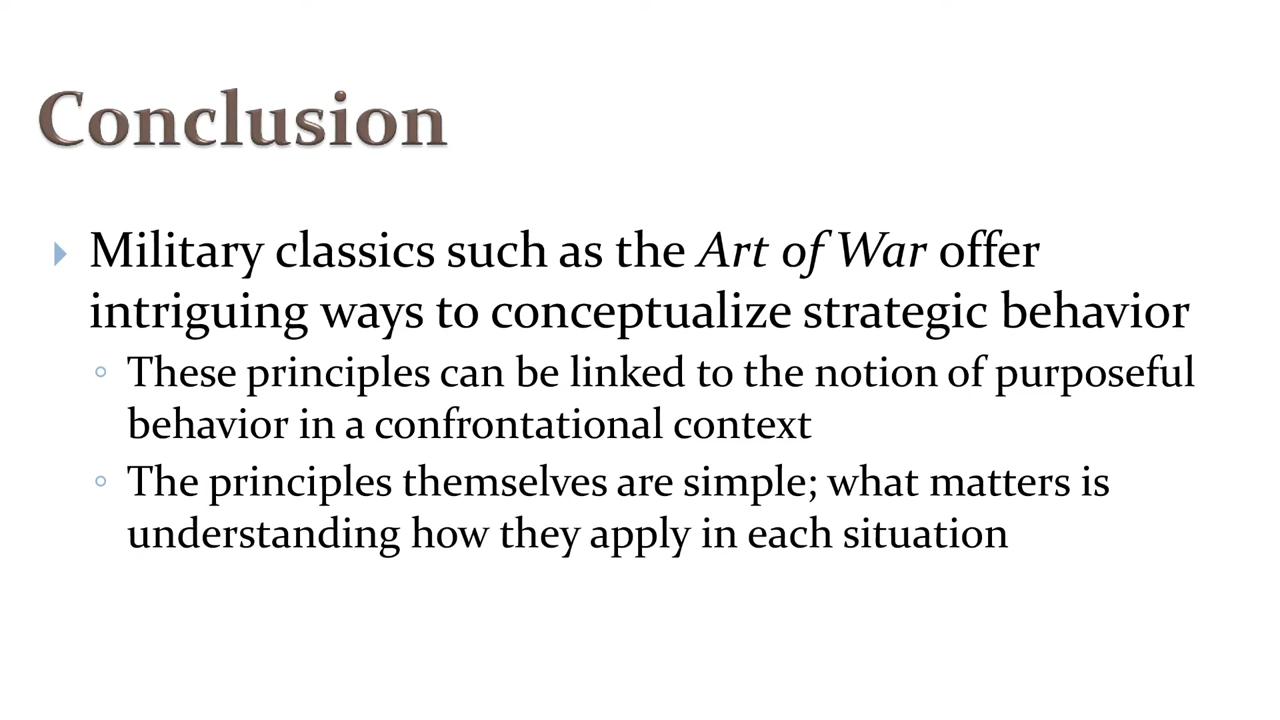 Conclusion
Military classics such as the Art of War offer
intriguing ways to conceptualize strategic behavior
These principles can be linked to the notion of purposeful
behavior in a confrontational context
The principles themselves are simple; what matters is
understanding how they apply in each situation